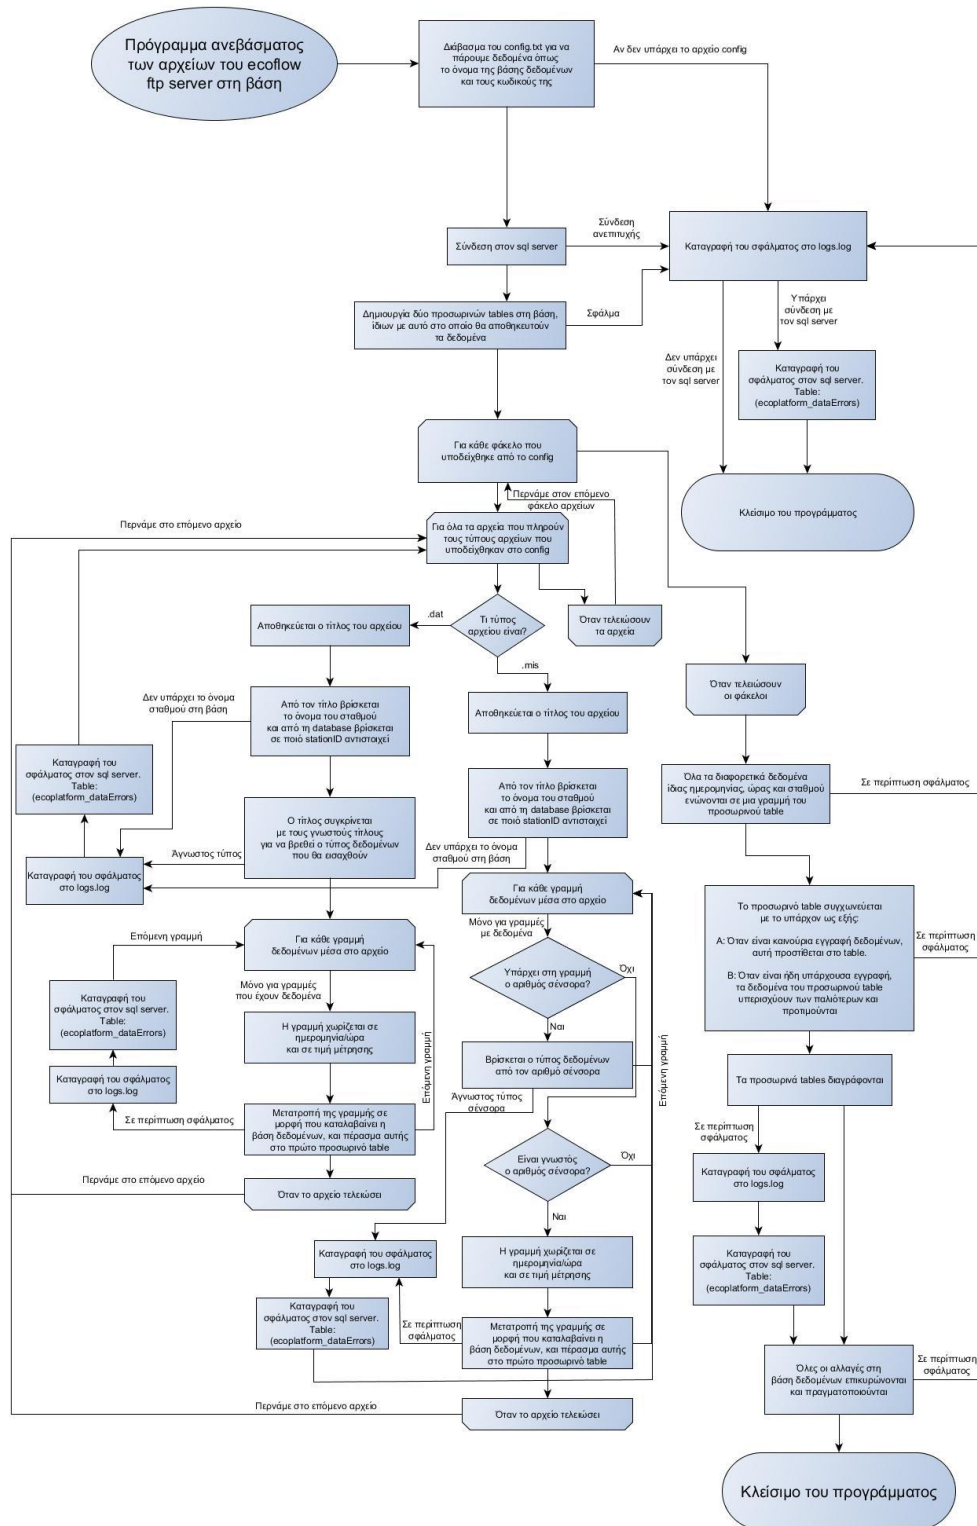 Πρόγραμμα ανεβάσματος
των αρχείων του ecoflow
ftp server στη βάση
Διάβασμα του config.txt για να
πάρουμε δεδομένα όπως
το όνομα της βάσης δεδομένων
και τους κωδικούς της
Αν δεν υπάρχει το αρχείο config
Σύνδεση στον sql server
Σύνδεση
ανεπιτυχής
Καταγραφή του σφάλματος στο logs.log
Δημιουργία δύο προσωρινών tables στη βάση,
ίδιων με αυτό στο οποίο θα αποθηκευτούν
τα δεδομένα
Σφάλμα
Υπάρχει
σύνδεση με
τον sql server
Δεν υπάρχει
σύνδεση με
τον sql server
Καταγραφή του
σφάλματος στον sql server.
Table:
(ecoplatform_dataErrors)
Κλείσιμο του προγράμματος
Για κάθε φάκελο που
υποδείχθηκε από το config
Περνάμε στον επόμενο
φάκελο αρχείων
Περνάμε στο επόμενο αρχείο
Για όλα τα αρχεία που πληρούν
τους τύπους αρχείων που
υποδείχθηκαν στο config
Τι τύπος
αρχείου είναι?
.dat
.mis
Όταν τελειώσουν
τα αρχεία
Αποθηκεύεται ο τίτλος του αρχείου
Αποθηκεύεται ο τίτλος του αρχείου
Όταν τελειώσουν
οι φάκελοι
Δεν υπάρχει το όνομα
σταθμού στη βάση
Από τον τίτλο βρίσκεται
το όνομα του σταθμού
και από τη database βρίσκεται
σε ποιό stationID αντιστοιχεί
Καταγραφή του
σφάλματος στον sql server.
Table:
(ecoplatform_dataErrors)
Από τον τίτλο βρίσκεται
το όνομα του σταθμού
και από τη database βρίσκεται
σε ποιό stationID αντιστοιχεί
Όλα τα διαφορετικά δεδομένα
ίδιας ημερομηνίας, ώρας και σταθμού
ενώνονται σε μια γραμμή του
προσωρινού table
Σε περίπτωση σφάλματος
Ο τίτλος συγκρίνεται
με τους γνωστούς τίτλους
για να βρεθεί ο τύπος δεδομένων
που θα εισαχθούν
Άγνωστος τύπος
Δεν υπάρχει το όνομα
σταθμού στη βάση
Καταγραφή του σφάλματος
στο logs.log
Για κάθε γραμμή
δεδομένων μέσα στο αρχείο
Μόνο για γραμμές
με δεδομένα
Το προσωρινό table συγχωνεύεται
με το υπάρχον ως εξής:
Α: Όταν είναι καινούρια εγγραφή δεδομένων,
αυτή προστίθεται στο table.
Β: Όταν είναι ήδη υπάρχουσα εγγραφή,
τα δεδομένα του προσωρινού table
υπερισχύουν των παλιότερων και
προτιμούνται
Σε περίπτωση
σφάλματος
Επόμενη γραμμή
Για κάθε γραμμή
δεδομένων μέσα στο αρχείο
Μόνο για γραμμές
που έχουν δεδομένα
Υπάρχει στη γραμμή
ο αριθμός σένσορα?
Όχι
Ναι
Καταγραφή του
σφάλματος στον sql server.
Table:
(ecoplatform_dataErrors)
Η γραμμή χωρίζεται σε
ημερομηνία/ώρα
και σε τιμή μέτρησης
Επόμενη γραμμή
Βρίσκεται ο τύπος δεδομένων
από τον αριθμό σένσορα
Επόμενη γραμμή
Τα προσωρινά tables διαγράφονται
Καταγραφή του σφάλματος
στο logs.log
Άγνωστος τύπος
σένσορα
Σε περίπτωση σφάλματος
Μετατροπή της γραμμής σε
μορφή που καταλαβαίνει η
βάση δεδομένων, και πέρασμα αυτής
στο πρώτο προσωρινό table
Είναι γνωστός
ο αριθμός σένσορα?
Όχι
Ναι
Σε περίπτωση
σφάλματος
Καταγραφή του σφάλματος
στο logs.log
Περνάμε στο επόμενο αρχείο
Όταν το αρχείο τελειώσει
Καταγραφή του σφάλματος
στο logs.log
Η γραμμή χωρίζεται σε
ημερομηνία/ώρα
και σε τιμή μέτρησης
Καταγραφή του
σφάλματος στον sql server.
Table:
(ecoplatform_dataErrors)
Καταγραφή του
σφάλματος στον sql server.
Table:
(ecoplatform_dataErrors)
Σε περίπτωση
σφάλματος
Μετατροπή της γραμμής σε
μορφή που καταλαβαίνει η
βάση δεδομένων, και πέρασμα αυτής
στο πρώτο προσωρινό table
Όλες οι αλλαγές στη
βάση δεδομένων επικυρώνονται
και πραγματοποιούνται
Σε περίπτωση
σφάλματος
Περνάμε στο επόμενο αρχείο
Όταν το αρχείο τελειώσει
Κλείσιμο του προγράμματος